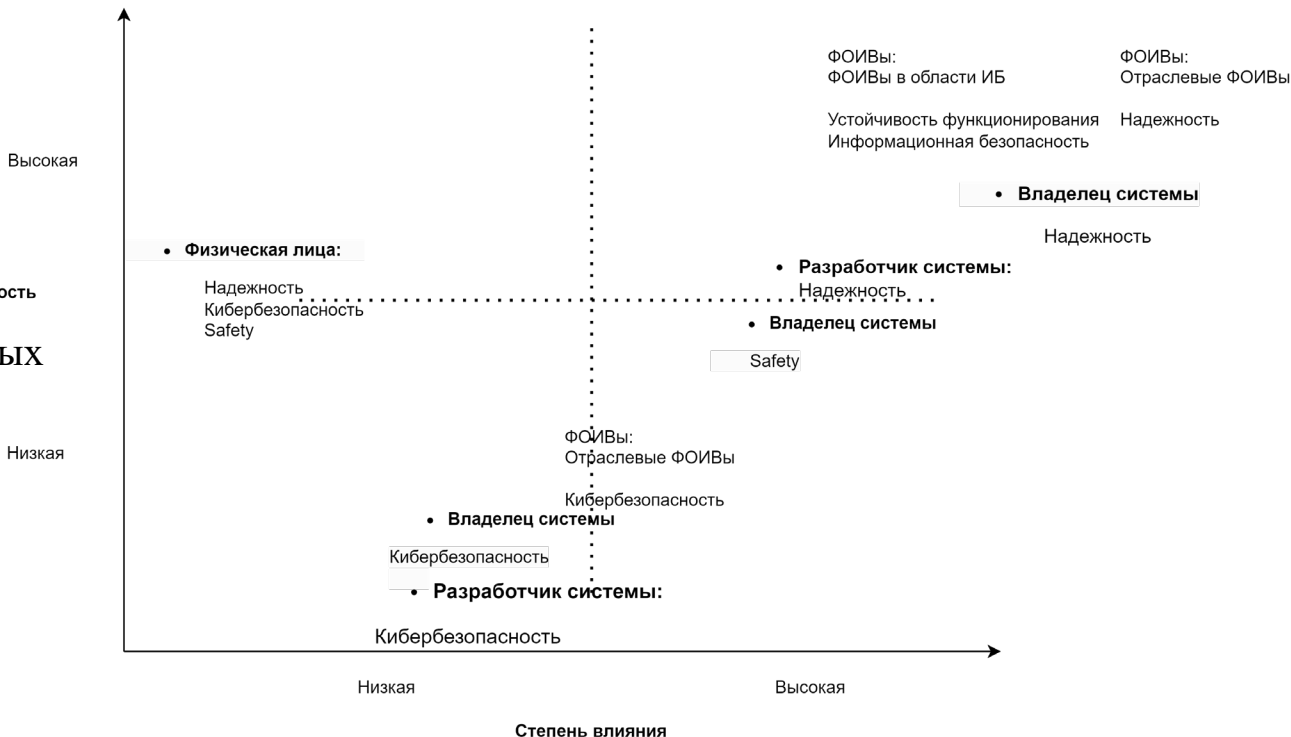 ФОИВы:
ФОИВы в области ИБ
Устойчивость функционирования
Информационная безопасность
ФОИВы:
Отраслевые ФОИВы
Надежность
Высокая
Владелец системы
Надежность
Физическая лица:
Надежность
Кибербезопасность
Safety
Разработчик системы:
Надежность
ость
Владелец системы
ых
Safety
Низкая
ФОИВы:
Отраслевые ФОИВы
Кибербезопасность
Владелец системы
Кибербезопасность
Разработчик системы:
Кибербезопасность
Низкая
Высокая
Степень влияния